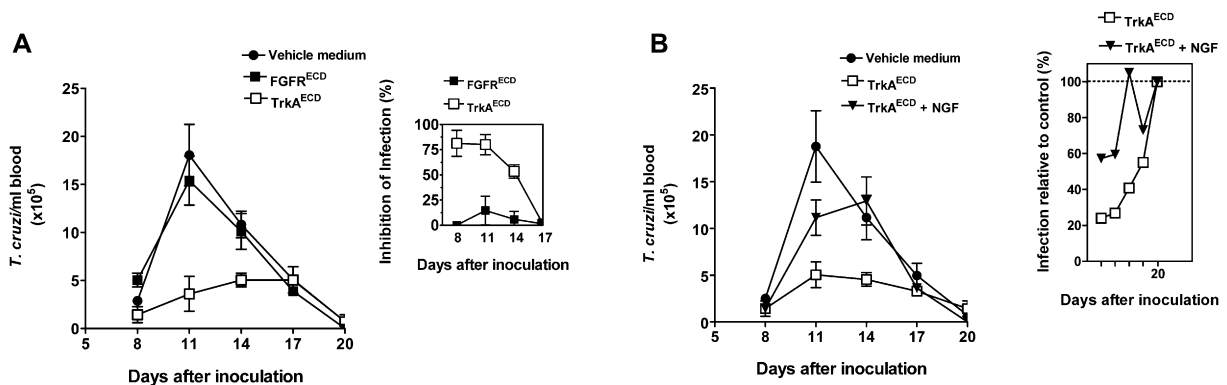 A
Vehicle medium
FGFR^ECD
TrkA^ECD
T. cruzi/ml blood
(x10^5)
25
20
15
10
5
0
5 8 11 14 17 20
Days after inoculation
FGFR^ECD
TrkA^ECD
Inhibition of Infection (%)
100
75
50
25
0
8 11 14 17
Days after inoculation
B
Vehicle medium
TrkA^ECD
TrkA^ECD + NGF
T. cruzi/ml blood
(x10^5)
25
20
15
10
5
0
5 8 11 14 17 20
Days after inoculation
TrkA^ECD
TrkA^ECD + NGF
Infection relative to control (%)
100
80
60
40
20
0
20
Days after inoculation